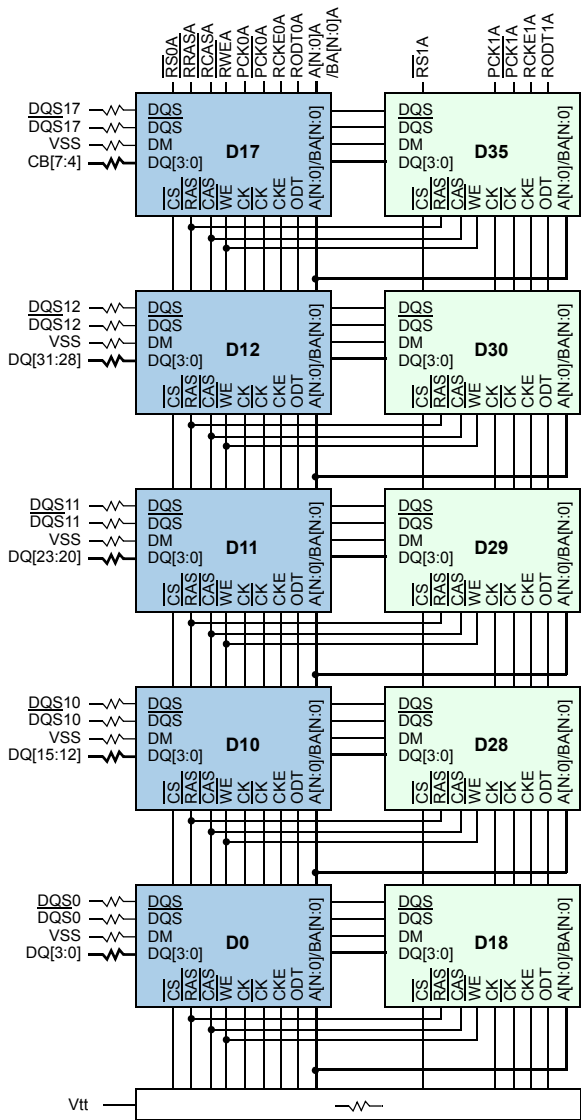 RS0A
RRASA
RCASA
RWEA
PCK0A
PCK0A
RCKE0A
RODT0A
A[N:0]A
/BA[N:0]A
RS1A
PCK1A
PCK1A
RCKE1A
RODT1A
DQS17
DQS17
VSS
CB[7:4]
DQS
DQS
DM
DQ[3:0]
D17
CS
RAS
CAS
WE
CK
CK
CKE
ODT
A[N:0]/BA[N:0]
DQS
DQS
DM
DQ[3:0]
D35
CS
RAS
CAS
WE
CK
CK
CKE
ODT
A[N:0]/BA[N:0]
DQS12
DQS12
VSS
DQ[31:28]
DQS
DQS
DM
DQ[3:0]
D12
CS
RAS
CAS
WE
CK
CK
CKE
ODT
A[N:0]/BA[N:0]
DQS
DQS
DM
DQ[3:0]
D30
CS
RAS
CAS
WE
CK
CK
CKE
ODT
A[N:0]/BA[N:0]
DQS11
DQS11
VSS
DQ[23:20]
DQS
DQS
DM
DQ[3:0]
D11
CS
RAS
CAS
WE
CK
CK
CKE
ODT
A[N:0]/BA[N:0]
DQS
DQS
DM
DQ[3:0]
D29
CS
RAS
CAS
WE
CK
CK
CKE
ODT
A[N:0]/BA[N:0]
DQS10
DQS10
VSS
DQ[15:12]
DQS
DQS
DM
DQ[3:0]
D10
CS
RAS
CAS
WE
CK
CK
CKE
ODT
A[N:0]/BA[N:0]
DQS
DQS
DM
DQ[3:0]
D28
CS
RAS
CAS
WE
CK
CK
CKE
ODT
A[N:0]/BA[N:0]
DQS0
DQS0
VSS
DQ[3:0]
DQS
DQS
DM
DQ[3:0]
D0
CS
RAS
CAS
WE
CK
CK
CKE
ODT
A[N:0]/BA[N:0]
DQS
DQS
DM
DQ[3:0]
D18
CS
RAS
CAS
WE
CK
CK
CKE
ODT
A[N:0]/BA[N:0]
Vtt